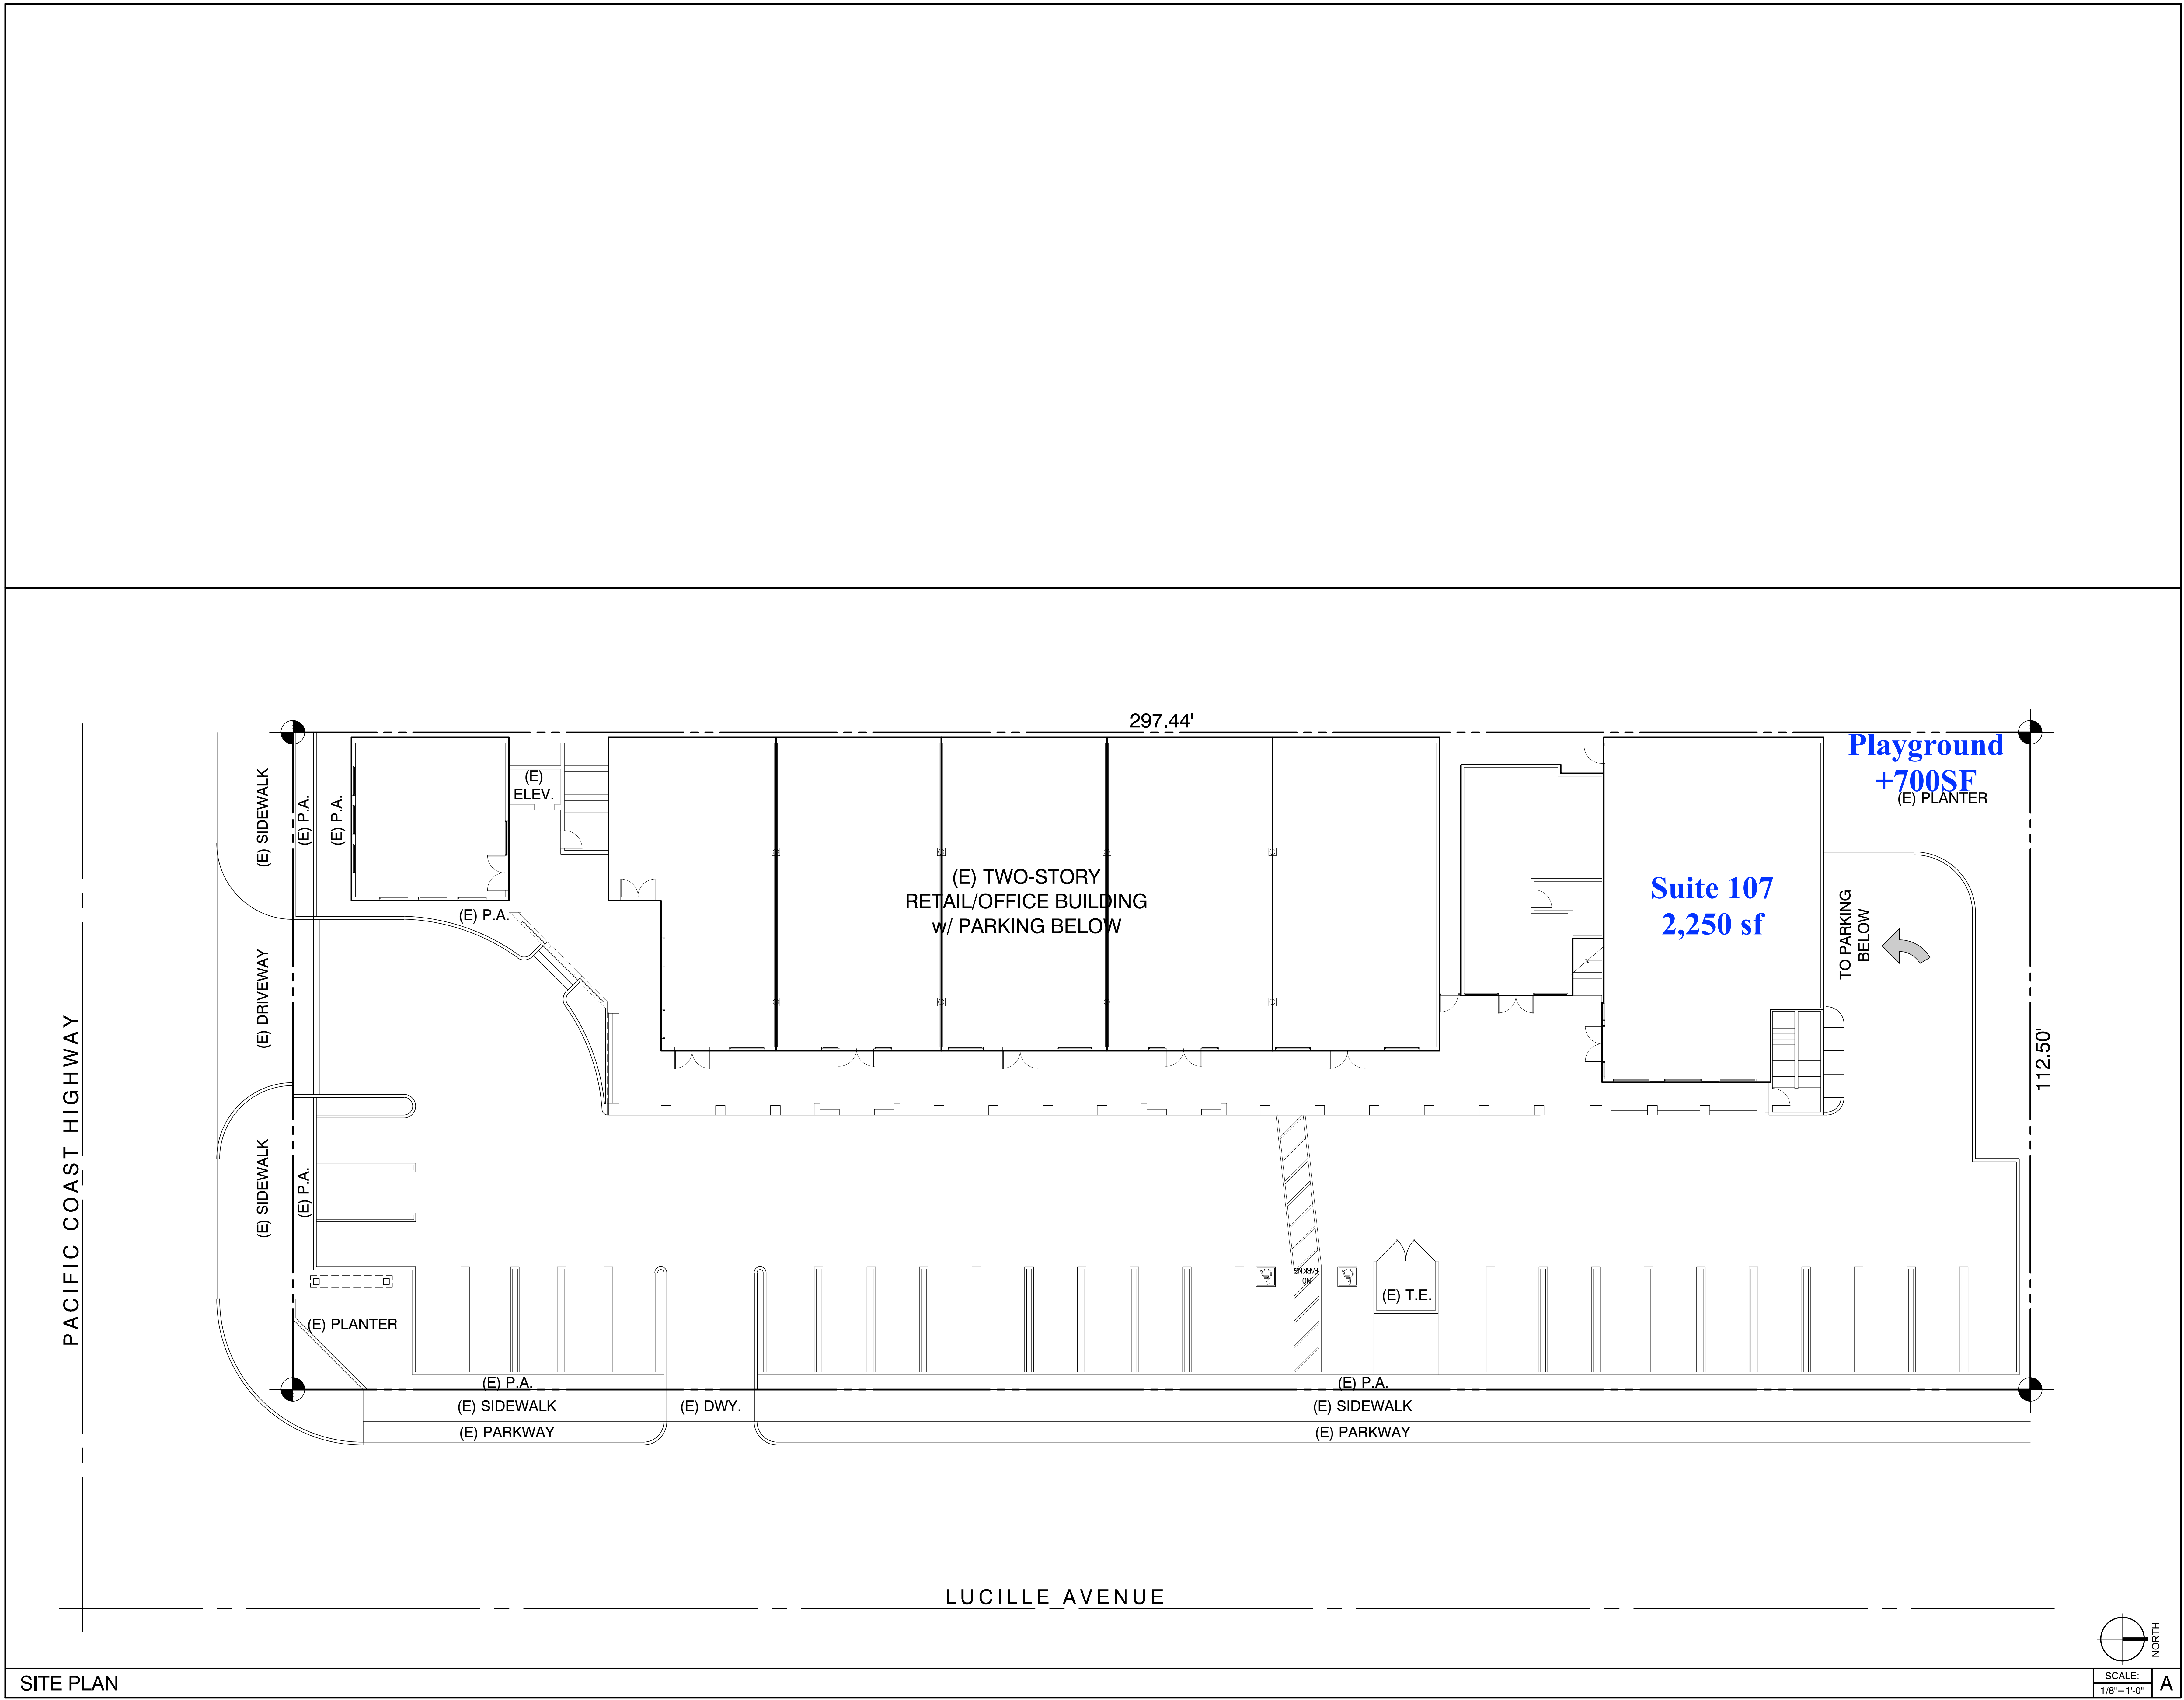 297.44'
Playground
+700SF
(E) PLANTER
(E) SIDEWALK
(E) P.A.
(E) P.A.
(E)
ELEV.
(E) TWO-STORY
RETAIL/OFFICE BUILDING
w/ PARKING BELOW
Suite 107
2,250 sf
TO PARKING
BELOW
(E) P.A.
(E) DRIVEWAY
112.50'
PACIFIC COAST HIGHWAY
(E) SIDEWALK
(E) P.A.
NO
PARKING
(E) T.E.
(E) PLANTER
(E) P.A.
(E) P.A.
(E) SIDEWALK
(E) DWY.
(E) SIDEWALK
(E) PARKWAY
(E) PARKWAY
LUCILLE AVENUE
NORTH
SITE PLAN
SCALE:
1/8"=1'-0"
A